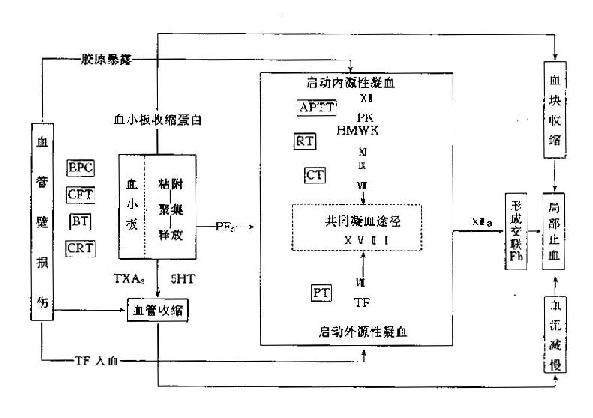 胶原暴露
血小板收缩蛋白
血管壁损伤
BPC
CFT
BT
CRT
血小板
粘附
聚集
释放
PF₃
TXA₂
5HT
血管收缩
TF 入血
启动内源性凝血
APTT
Ⅻ
PK
HMWK
RT
Ⅺ
Ⅸ
CT
Ⅷ
共同凝血途径
X V II I
PT
Ⅶ
TF
启动外源性凝血
ⅩⅢa
形成交联Fb
血块收缩
局部止血
血流减慢